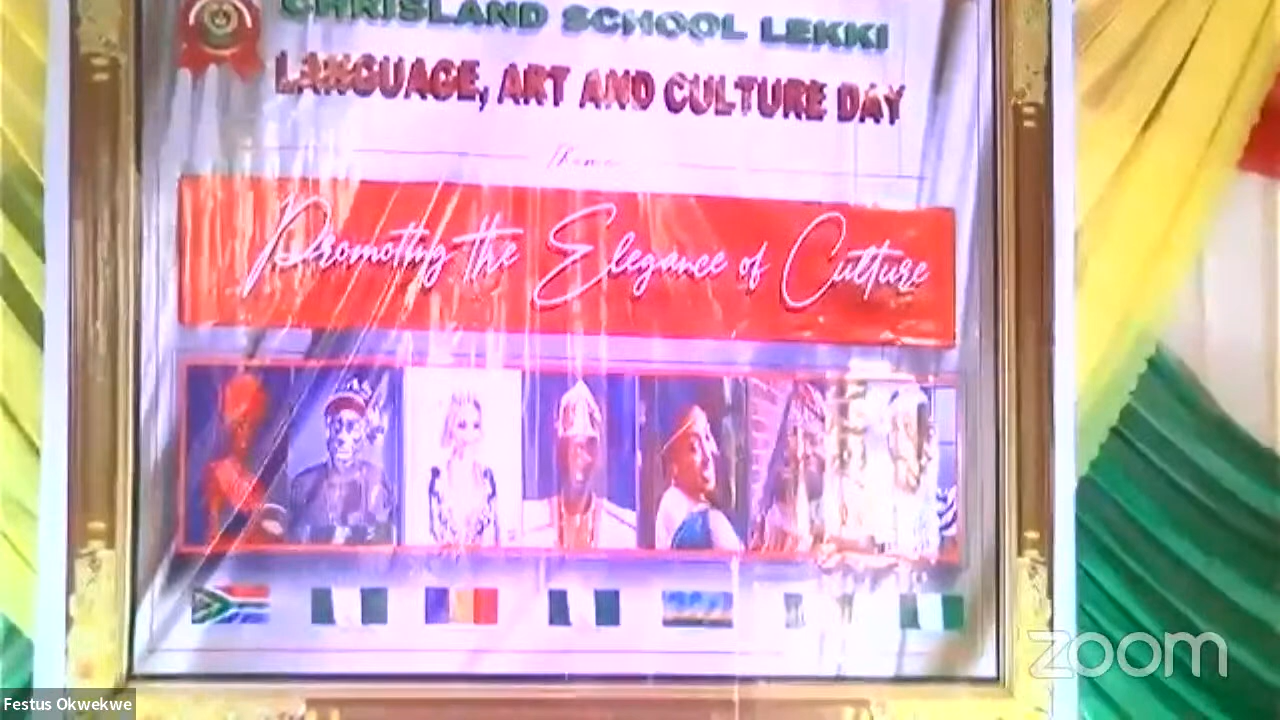 CHRISLAND SCHOOL LEKKI
LANGUAGE, ART AND CULTURE DAY
Promoting the Elegance of Culture
zoom
Festus Okwekwe